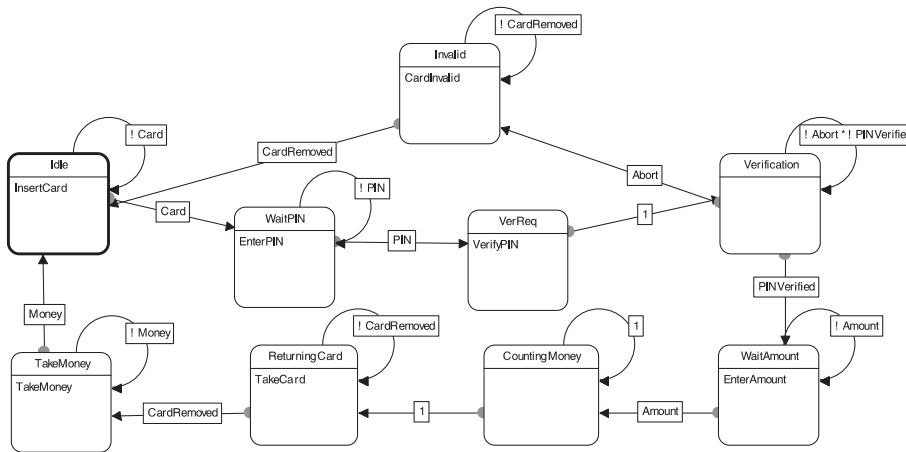 ! CardRemoved
Invalid
CardInvalid
! Card
! Abort * ! PINVerified
Idle
CardRemoved
Verification
InsertCard
Abort
! PIN
Card
WaitPIN
VerReq
1
EnterPIN
PIN
VerifyPIN
PINVerified
Money
! Money
! CardRemoved
1
! Amount
TakeMoney
ReturningCard
CountingMoney
WaitAmount
TakeMoney
TakeCard
EnterAmount
CardRemoved
1
Amount